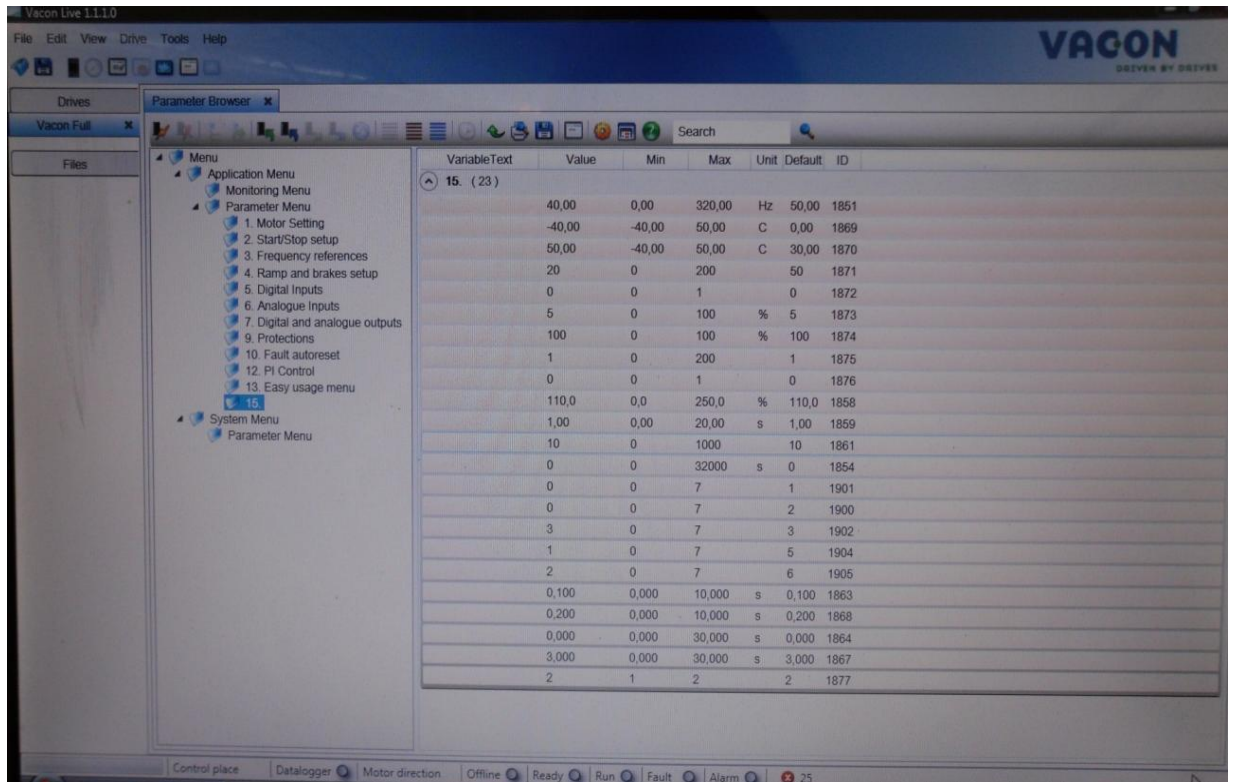 Vacon Live 1.1.1.0
File Edit View Drive Tools Help
VACON
DRIVEN BY DRIVES
Drives
Vacon Full
Files
Parameter Browser
Search
Menu
Application Menu
Monitoring Menu
Parameter Menu
1. Motor Setting
2. Start/Stop setup
3. Frequency references
4. Ramp and brakes setup
5. Digital Inputs
6. Analogue Inputs
7. Digital and analogue outputs
9. Protections
10. Fault autoreset
12. PI Control
13. Easy usage menu
15.
System Menu
Parameter Menu
VariableText Value Min Max Unit Default ID
15. (23)
40,00 0,00 320,00 Hz 50,00 1851
-40,00 -40,00 50,00 C 0,00 1869
50,00 -40,00 50,00 C 30,00 1870
20 0 200 50 1871
0 0 1 0 1872
5 0 100 % 5 1873
100 0 100 % 100 1874
1 0 200 1 1875
0 0 1 0 1876
110,0 0,0 250,0 % 110,0 1858
1,00 0,00 20,00 s 1,00 1859
10 0 1000 10 1861
0 0 32000 s 0 1854
0 0 7 1 1901
0 0 7 2 1900
3 0 7 3 1902
1 0 7 5 1904
2 0 7 6 1905
0,100 0,000 10,000 s 0,100 1863
0,200 0,000 10,000 s 0,200 1868
0,000 0,000 30,000 s 0,000 1864
3,000 0,000 30,000 s 3,000 1867
2 1 2 2 1877
Control place Datalogger Motor direction Offline Ready Run Fault Alarm 25